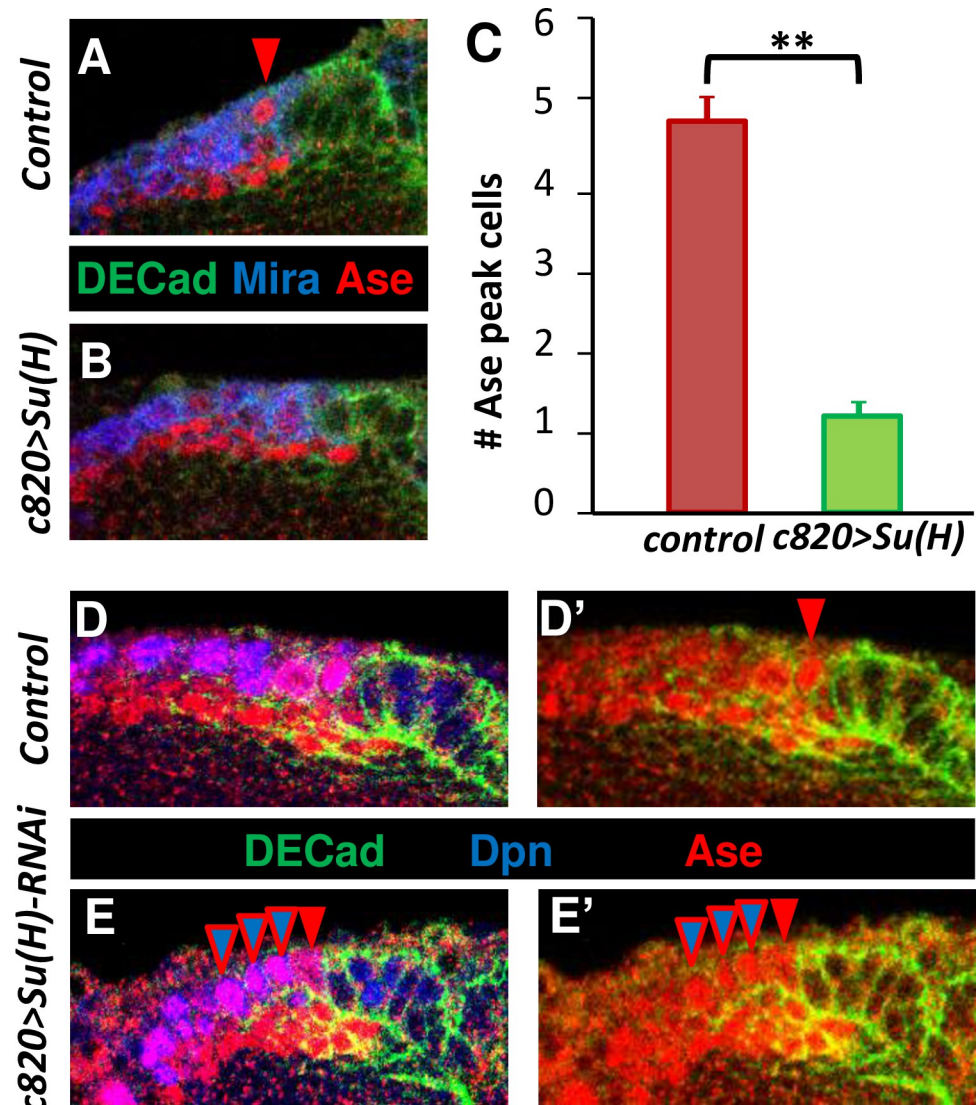 Control
A
DECad Mira Ase
c820>Su(H)
B
C
# Ase peak cells
6
5
4
3
2
1
0
**
control c820>Su(H)
Control
D
D’
DECad Dpn Ase
c820>Su(H)-RNAi
E
E’